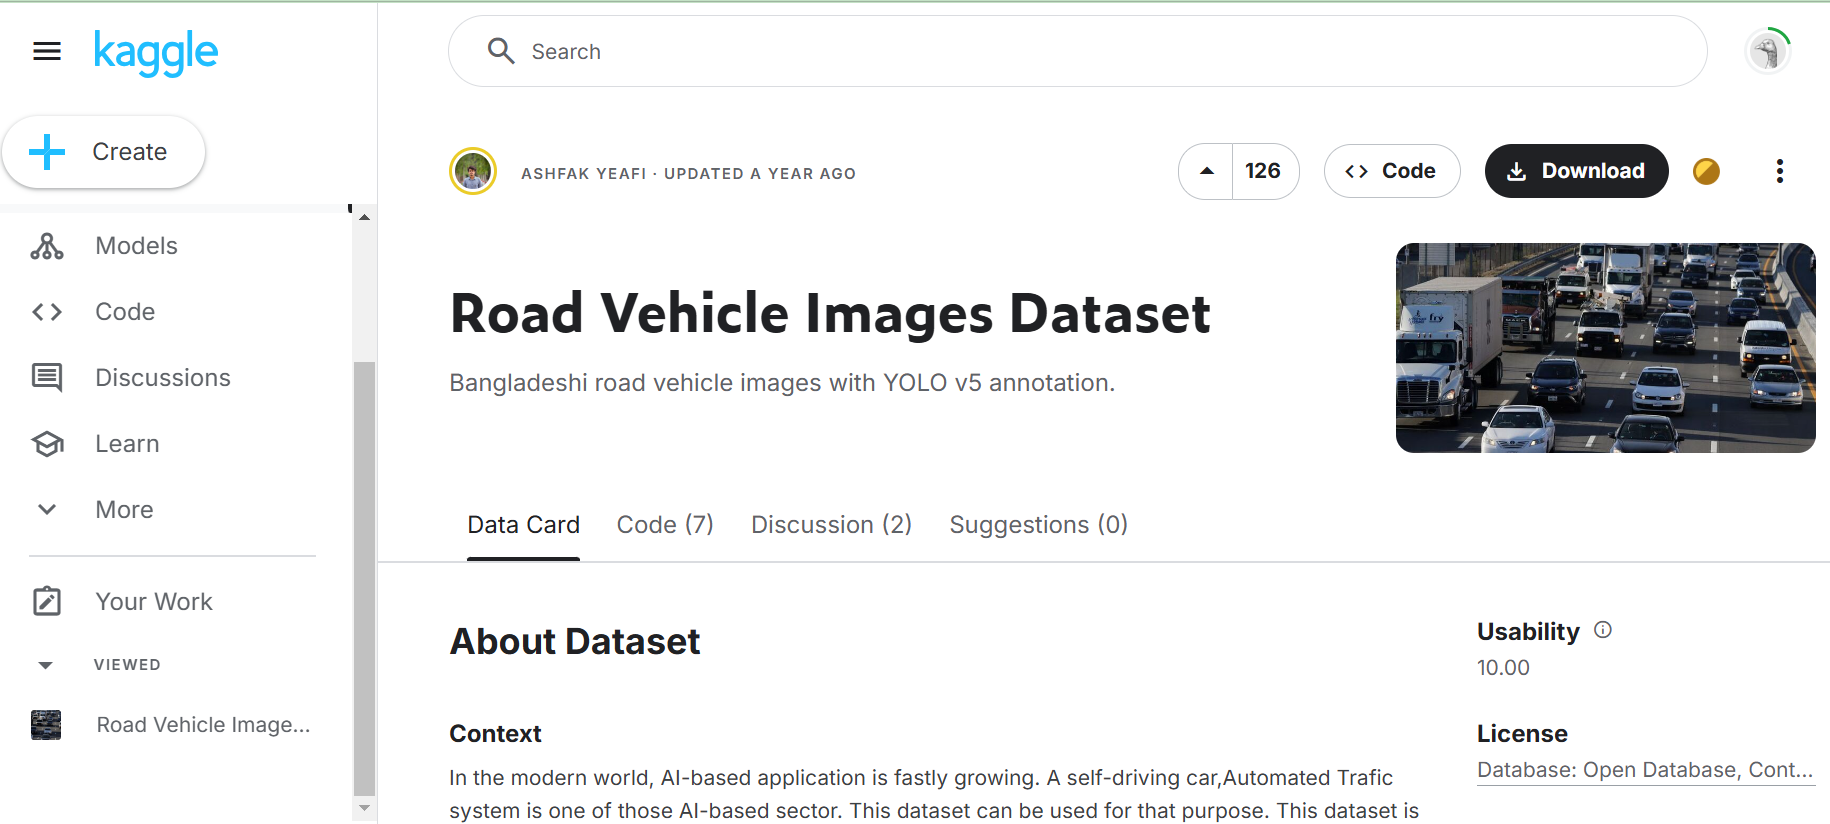 kaggle
Search
Create
Models
Code
Discussions
Learn
More
Your Work
VIEWED
Road Vehicle Image...
ASHFAK YEAFI · UPDATED A YEAR AGO
126
Code
Download
Road Vehicle Images Dataset
Bangladeshi road vehicle images with YOLO v5 annotation.
fry
Data Card
Code (7)
Discussion (2)
Suggestions (0)
About Dataset
Usability
10.00
Context
License
In the modern world, AI-based application is fastly growing. A self-driving car,Automated Trafic
Database: Open Database, Cont...
system is one of those AI-based sector. This dataset can be used for that purpose. This dataset is